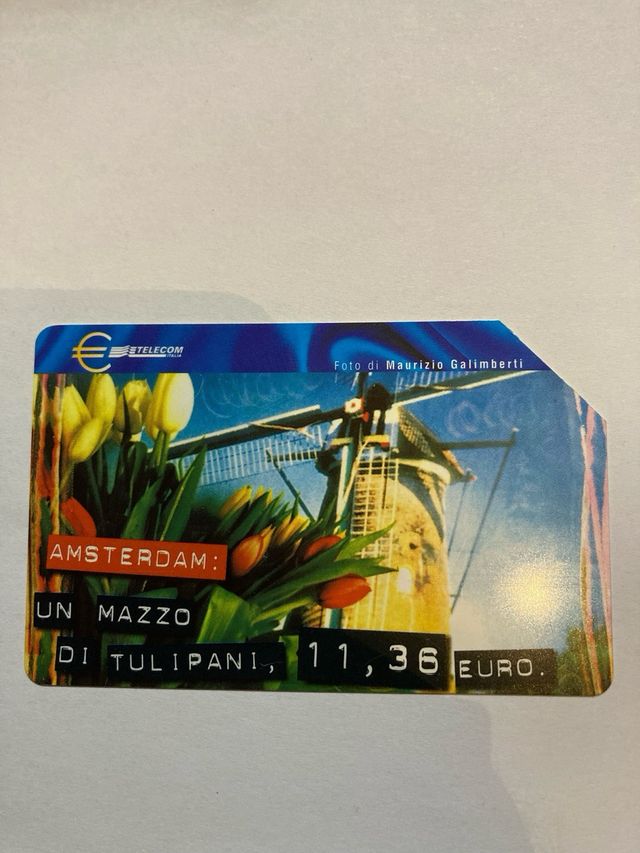 € TELECOM
ITALIA
Foto di Maurizio Galimberti
AMSTERDAM:
UN MAZZO
DI TULIPANI, 11,36 EURO.